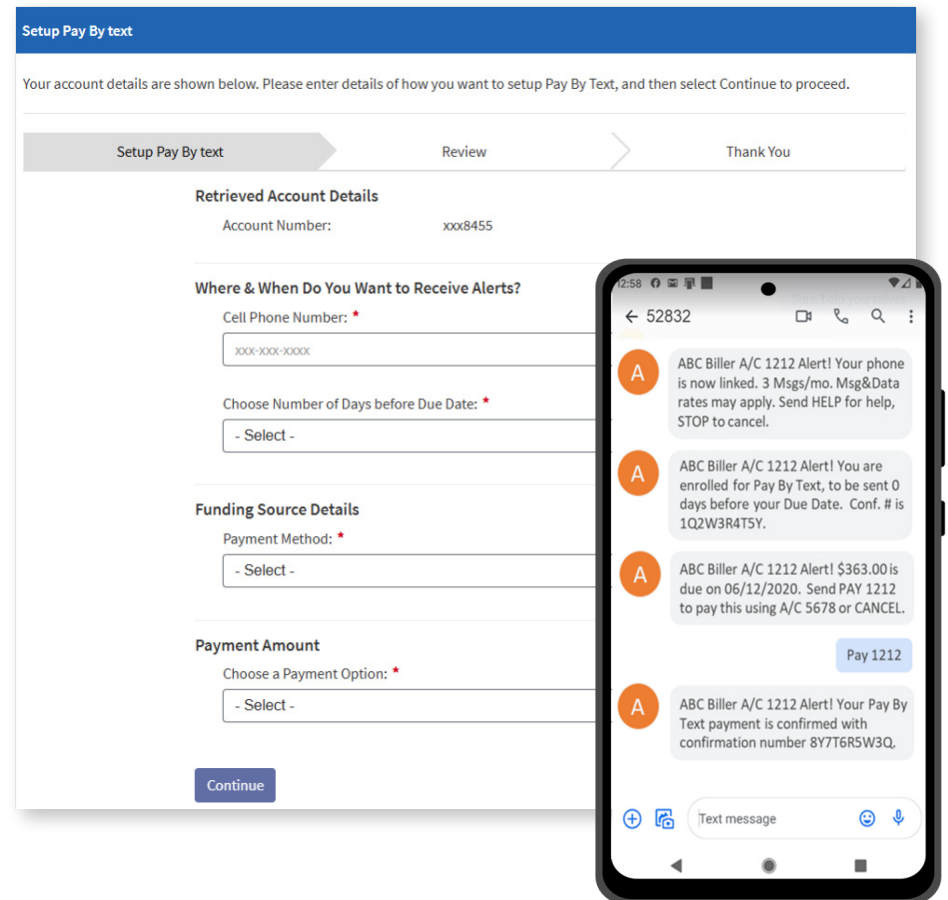 Setup Pay By text
Your account details are shown below. Please enter details of how you want to setup Pay By Text, and then select Continue to proceed.
Setup Pay By text
Review
Thank You
Retrieved Account Details
Account Number:
xxx8455
Where & When Do You Want to Receive Alerts?
Cell Phone Number: *
xxx-xxx-xxxx
Choose Number of Days before Due Date: *
- Select -
Funding Source Details
Payment Method: *
- Select -
Payment Amount
Choose a Payment Option: *
- Select -
Continue
12:58
52832
A
ABC Biller A/C 1212 Alert! Your phone
is now linked. 3 Msgs/mo. Msg&Data
rates may apply. Send HELP for help,
STOP to cancel.
A
ABC Biller A/C 1212 Alert! You are
enrolled for Pay By Text, to be sent 0
days before your Due Date. Conf. # is
1Q2W3R4T5Y.
A
ABC Biller A/C 1212 Alert! $363.00 is
due on 06/12/2020. Send PAY 1212
to pay this using A/C 5678 or CANCEL.
Pay 1212
A
ABC Biller A/C 1212 Alert! Your Pay By
Text payment is confirmed with
confirmation number 8Y7T6R5W3Q.
Text message